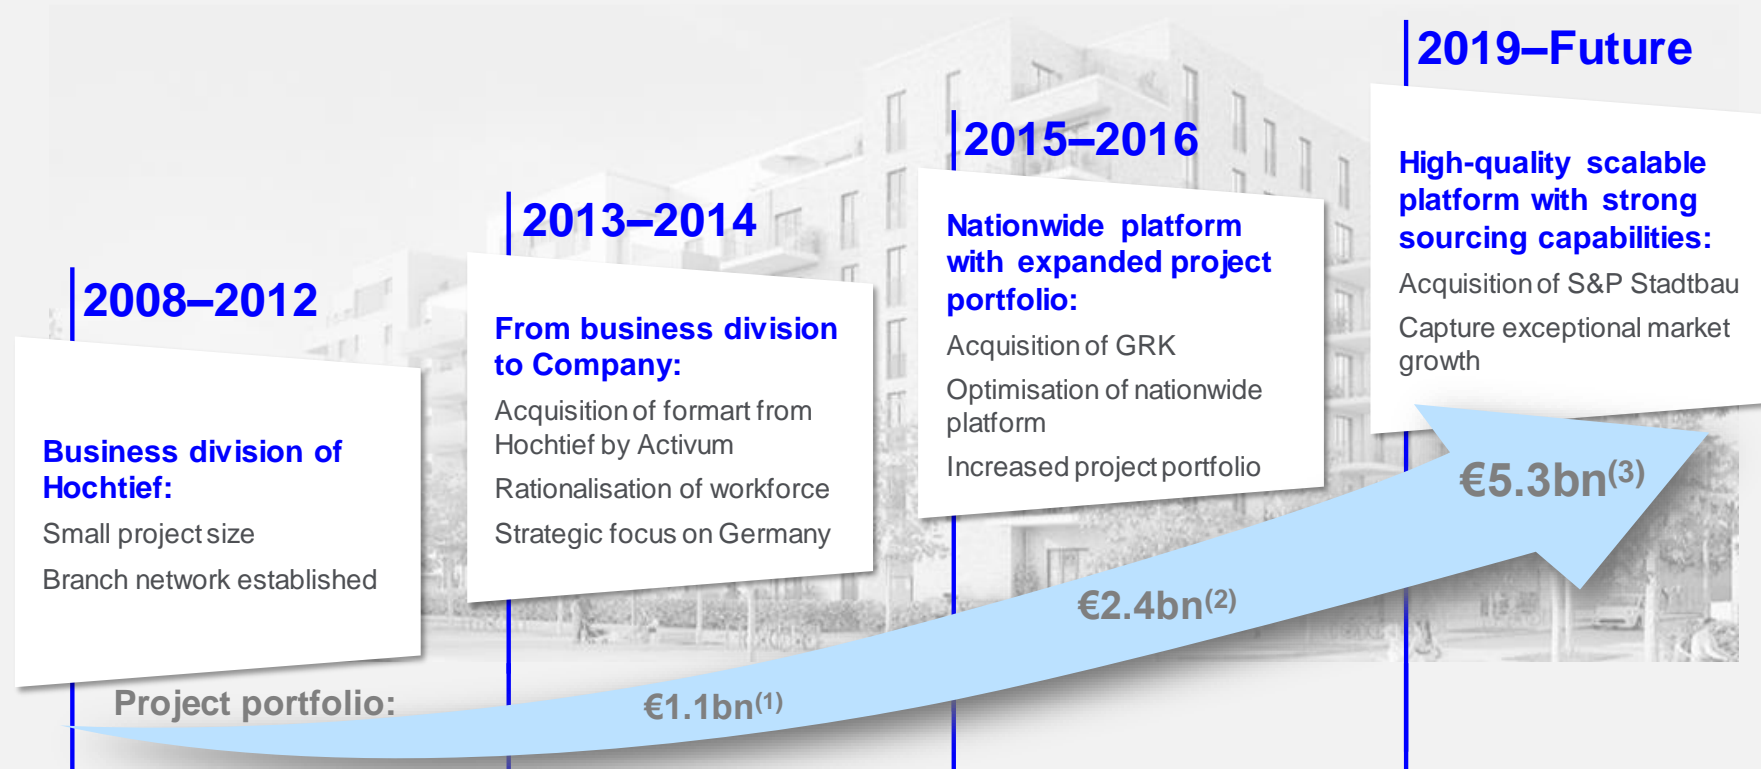 2008–2012
Business division of
Hochtief:
Small project size
Branch network established
2013–2014
From business division
to Company:
Acquisition of formart from
Hochtief by Activum
Rationalisation of workforce
Strategic focus on Germany
2015–2016
Nationwide platform
with expanded project
portfolio:
Acquisition of GRK
Optimisation of nationwide
platform
Increased project portfolio
2019–Future
High-quality scalable
platform with strong
sourcing capabilities:
Acquisition of S&P Stadtbau
Capture exceptional market
growth
Project portfolio:
€1.1bn(1)
€2.4bn(2)
€5.3bn(3)